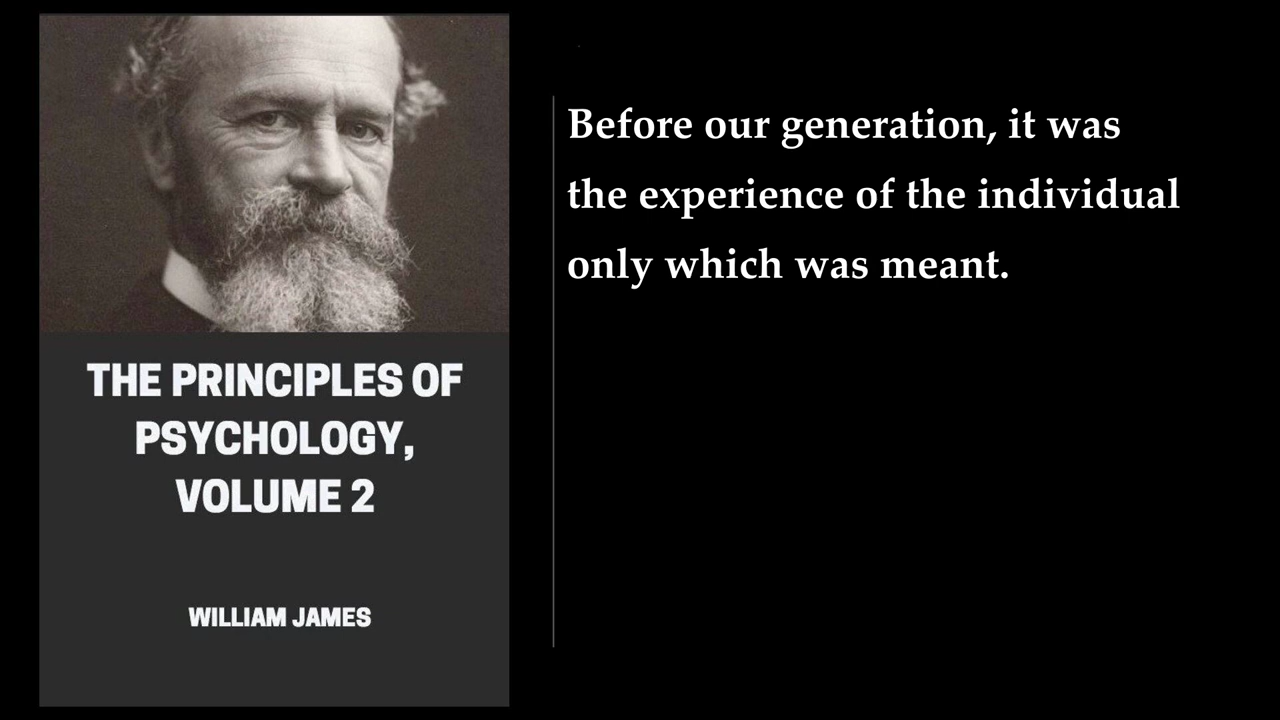 THE PRINCIPLES OF
PSYCHOLOGY,
VOLUME 2
WILLIAM JAMES
Before our generation, it was
the experience of the individual
only which was meant.